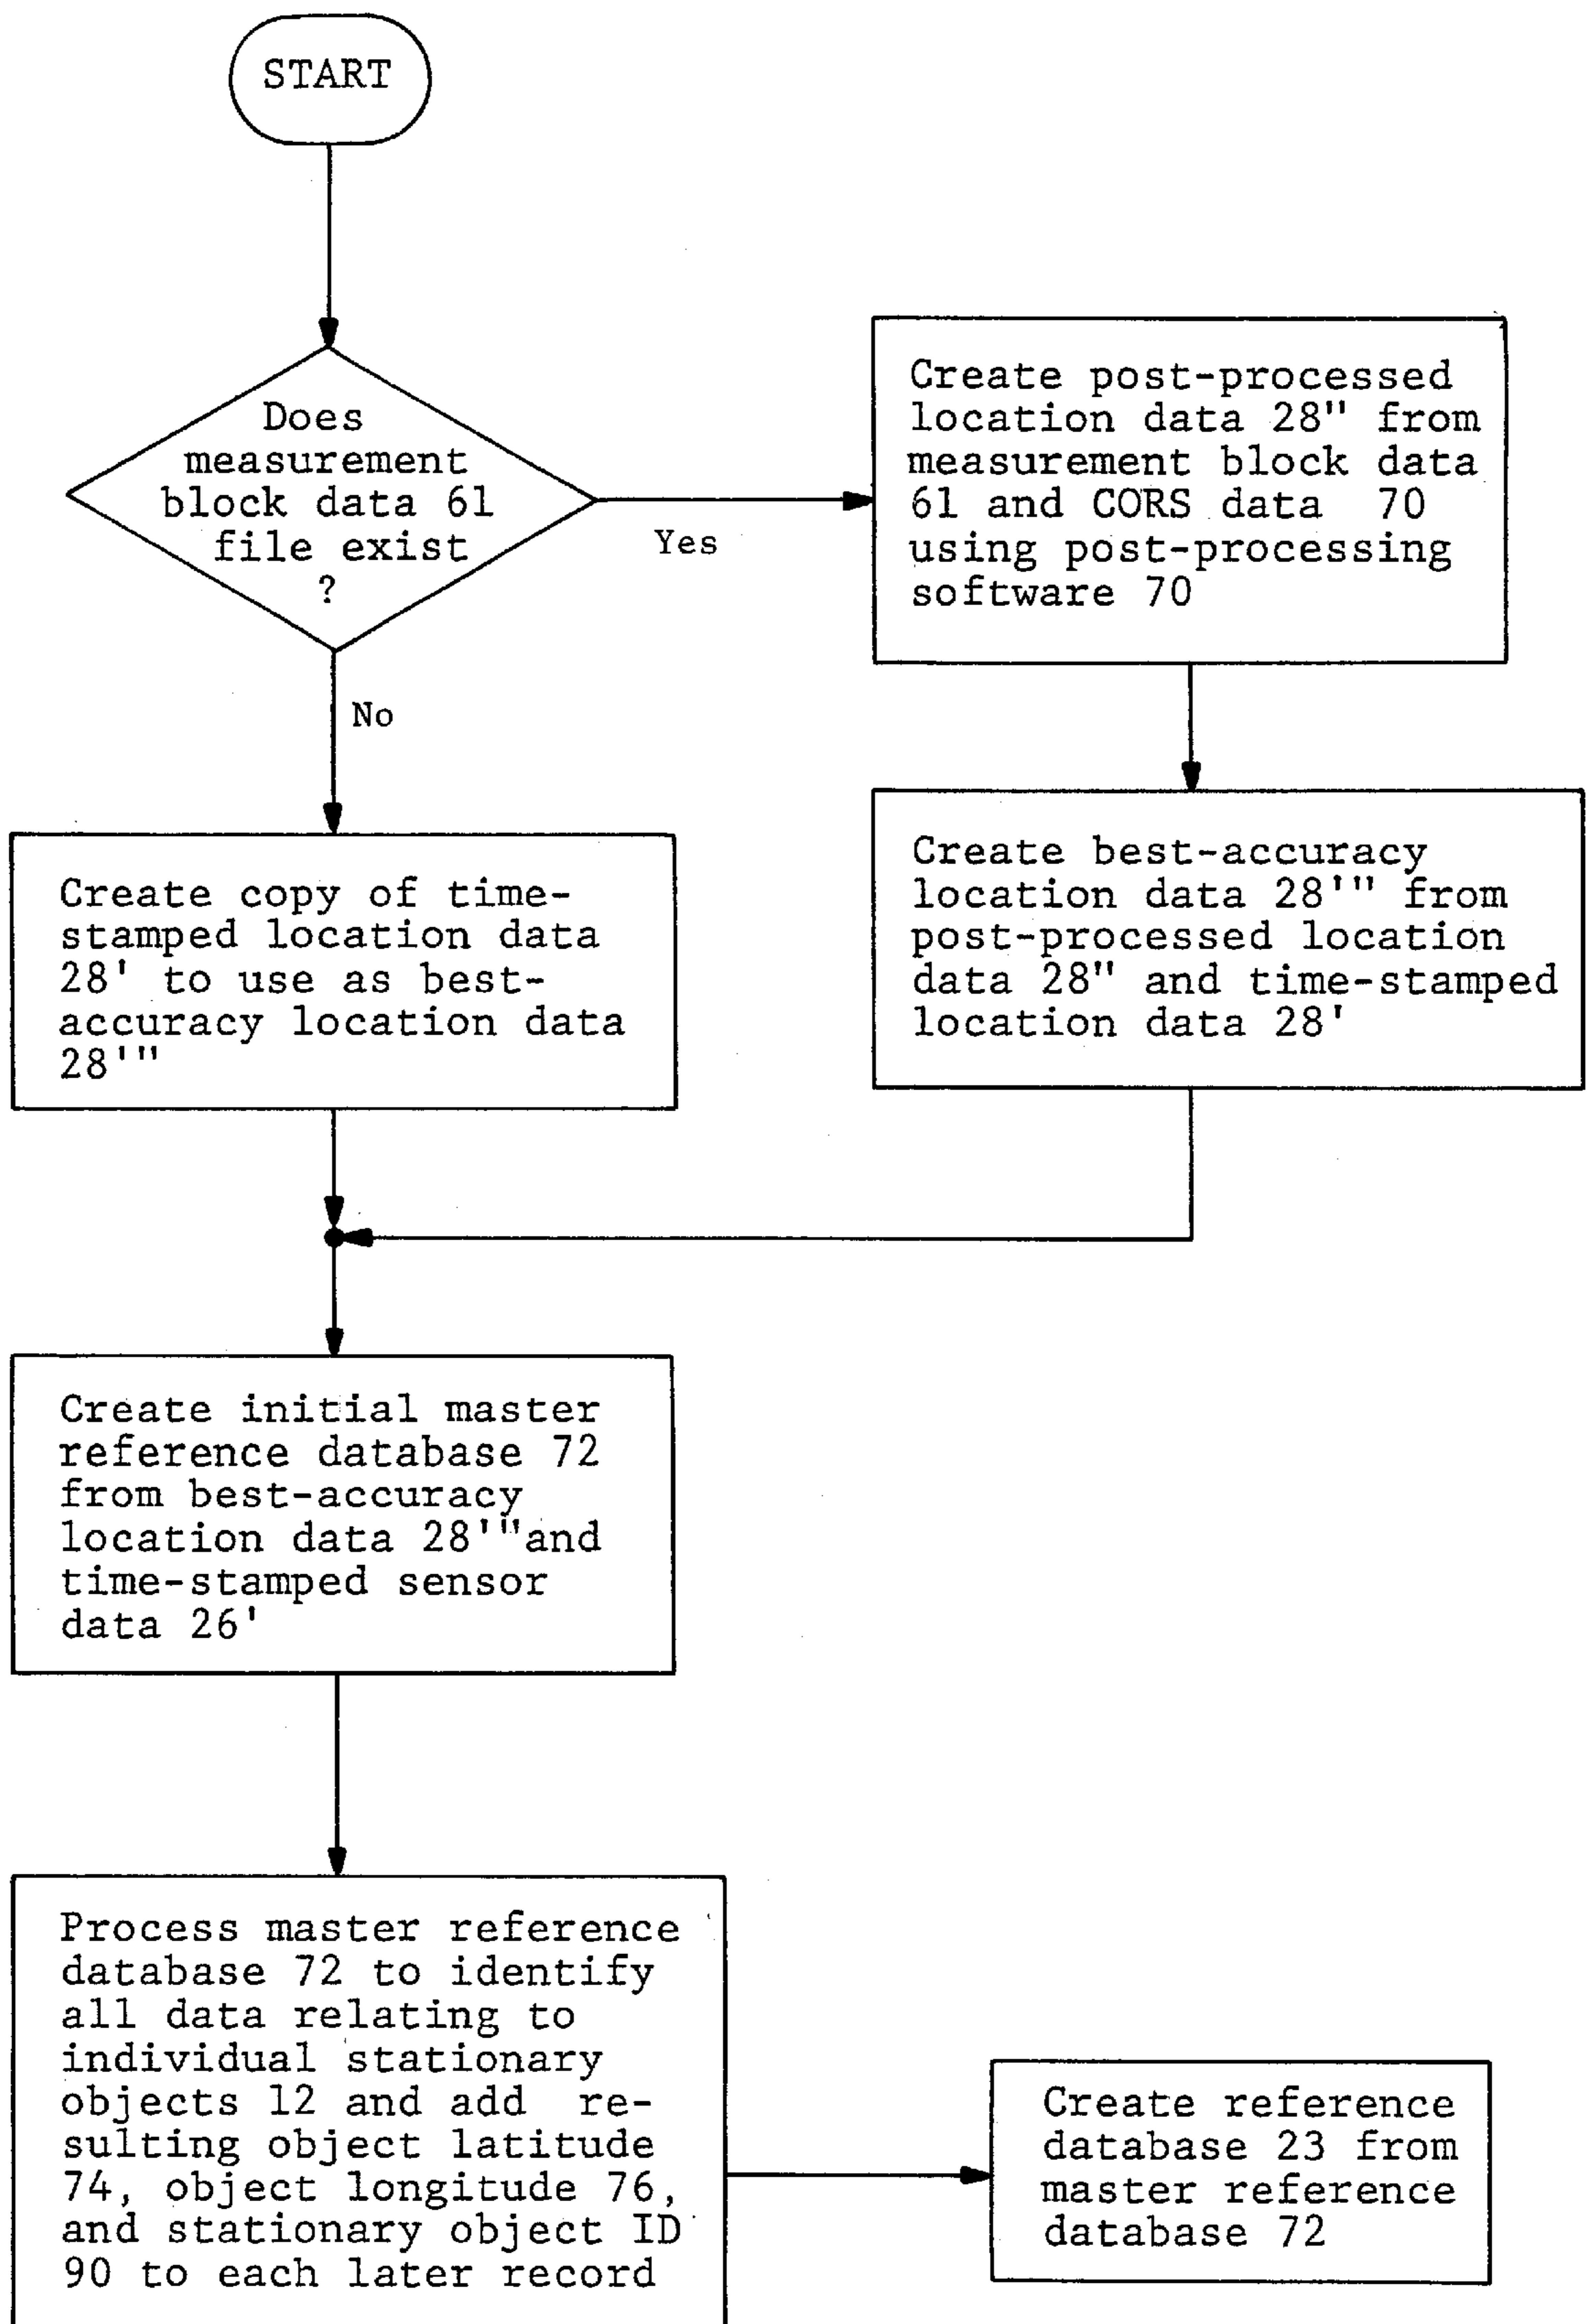 START
Does
measurement
block data 61
file exist
?
Yes
No
Create post-processed
location data 28" from
measurement block data
61 and CORS data 70
using post-processing
software 70
Create best-accuracy
location data 28'" from
post-processed location
data 28" and time-stamped
location data 28'
Create copy of time-
stamped location data
28' to use as best-
accuracy location data
28'"
Create initial master
reference database 72
from best-accuracy
location data 28'"and
time-stamped sensor
data 26'
Process master reference
database 72 to identify
all data relating to
individual stationary
objects 12 and add re-
sulting object latitude
74, object longitude 76,
and stationary object ID
90 to each later record
Create reference
database 23 from
master reference
database 72